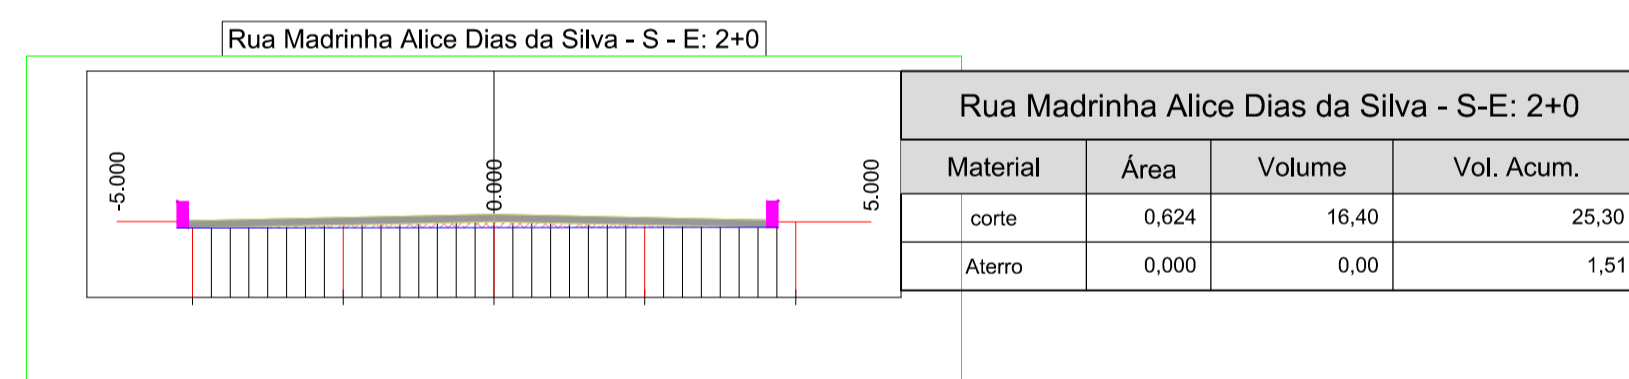 Rua Madrinha Alice Dias da Silva - S - E: 2+0
-5.000
0.000
5.000
Rua Madrinha Alice Dias da Silva - S-E: 2+0
Material Área Volume Vol. Acum.
corte 0,624 16,40 25,30
Aterro 0,000 0,00 1,51